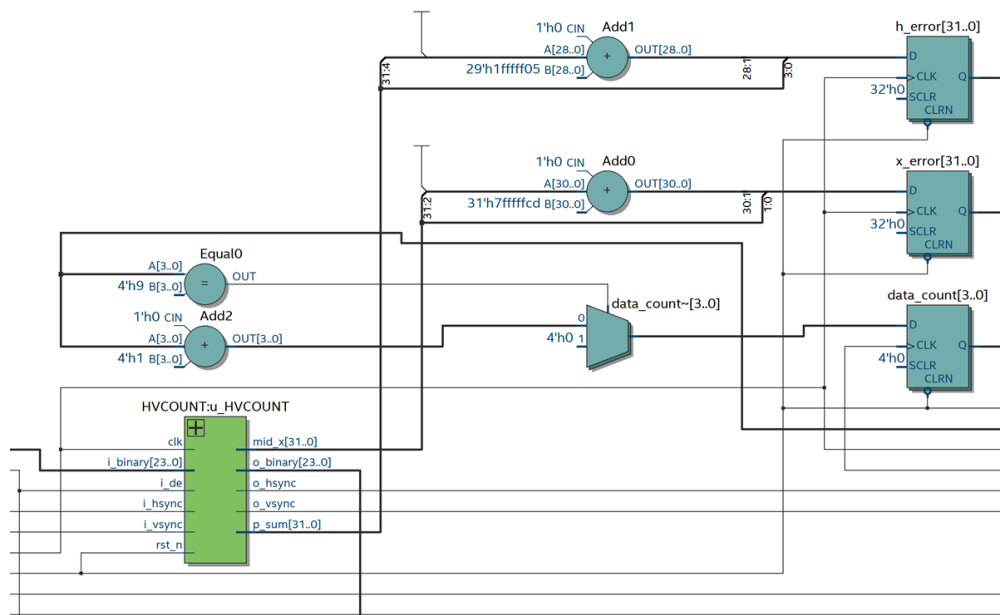 Add1
h_error[31..0]
1'h0 CIN
A[28..0]
OUT[28..0]
29'h1fffff05 B[28..0]
31:4
28:1
3:0
D
CLK
Q
32'h0
SCLR
CLRN
Add0
x_error[31..0]
1'h0 CIN
A[30..0]
OUT[30..0]
31'h7fffffcd B[30..0]
31:2
30:1
1:0
D
CLK
Q
32'h0
SCLR
CLRN
Equal0
A[3..0]
OUT
4'h9 B[3..0]
=
Add2
1'h0 CIN
A[3..0]
OUT[3..0]
4'h1 B[3..0]
+
data_count~[3..0]
0
4'h0 1
data_count[3..0]
D
CLK
Q
4'h0
SCLR
CLRN
HVCOUNT:u_HVCOUNT
clk
mid_x[31..0]
i_binary[23..0]
o_binary[23..0]
i_de
o_hsync
i_hsync
o_vsync
i_vsync
p_sum[31..0]
rst_n